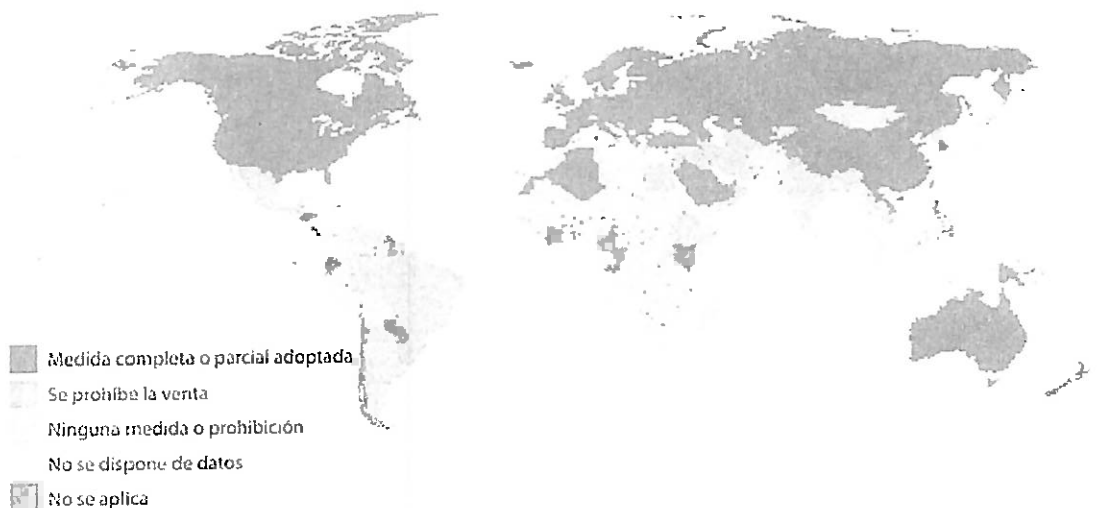 Medida completa o parcial adoptada
Se prohíbe la venta
Ninguna medida o prohibición
No se dispone de datos
No se aplica